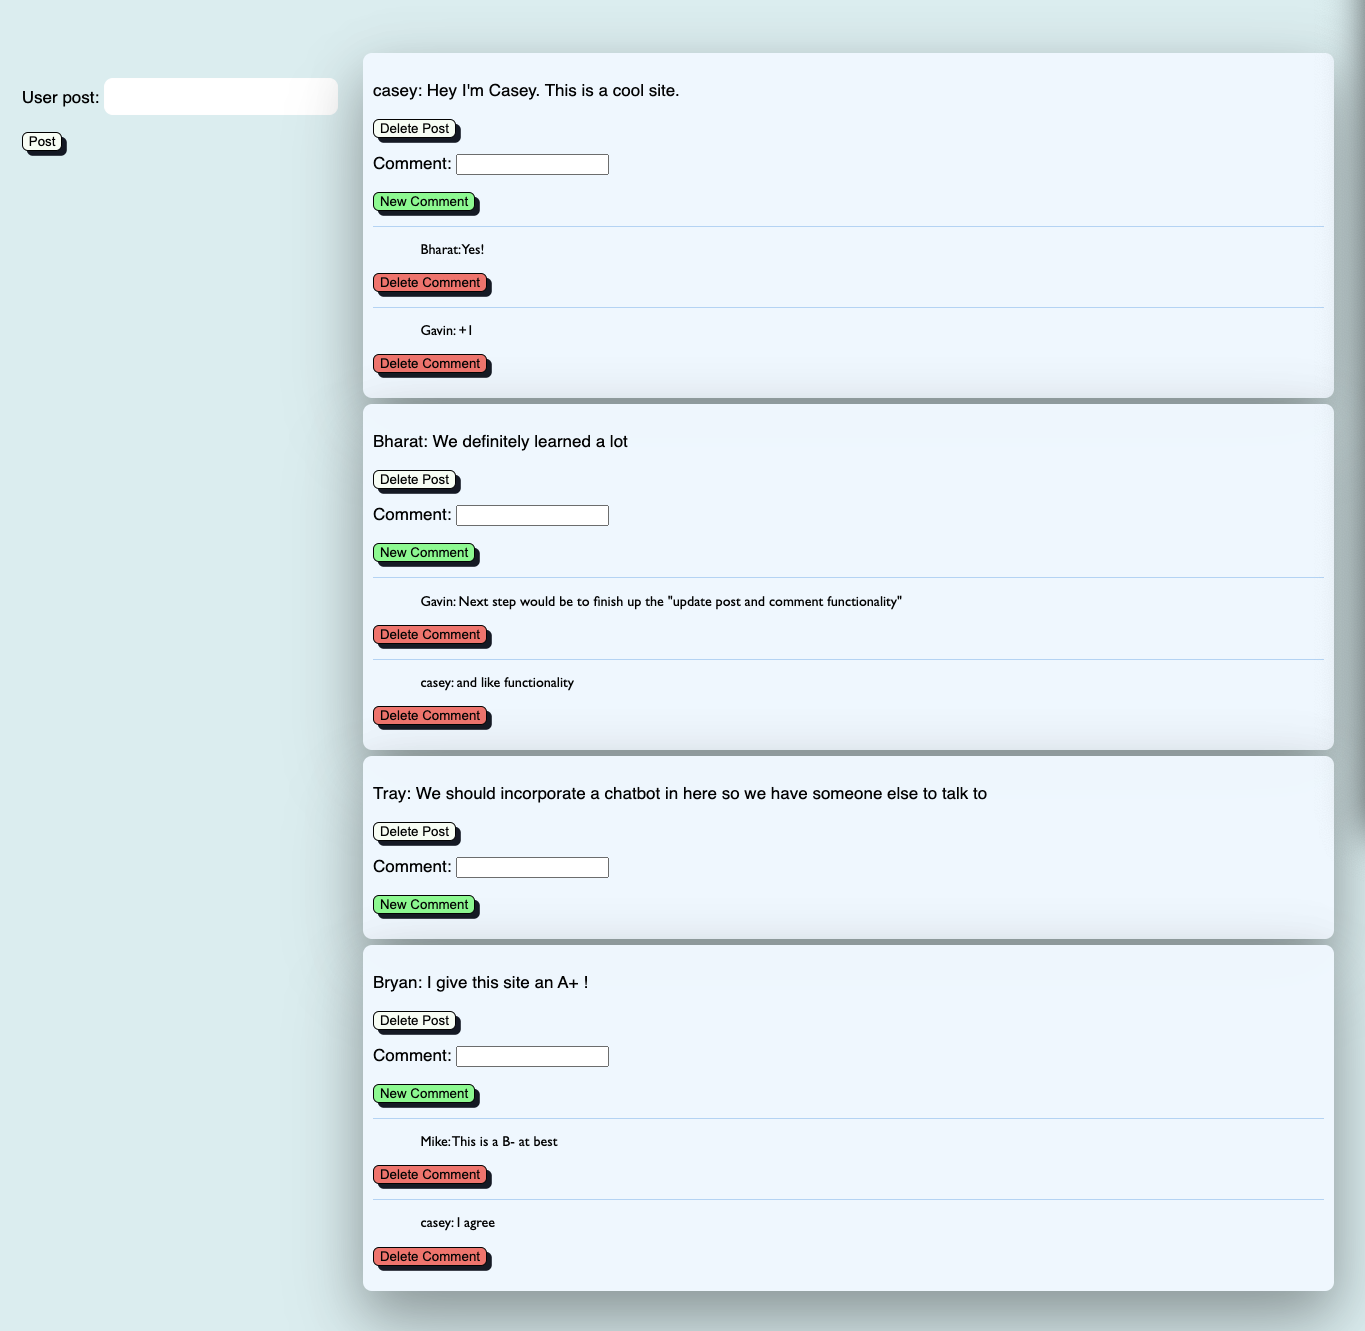 User post:
Post
casey: Hey I'm Casey. This is a cool site.
Delete Post
Comment:
New Comment
Bharat: Yes!
Delete Comment
Gavin: +1
Delete Comment
Bharat: We definitely learned a lot
Delete Post
Comment:
New Comment
Gavin: Next step would be to finish up the "update post and comment functionality"
Delete Comment
casey: and like functionality
Delete Comment
Tray: We should incorporate a chatbot in here so we have someone else to talk to
Delete Post
Comment:
New Comment
Bryan: I give this site an A+ !
Delete Post
Comment:
New Comment
Mike: This is a B- at best
Delete Comment
casey: I agree
Delete Comment